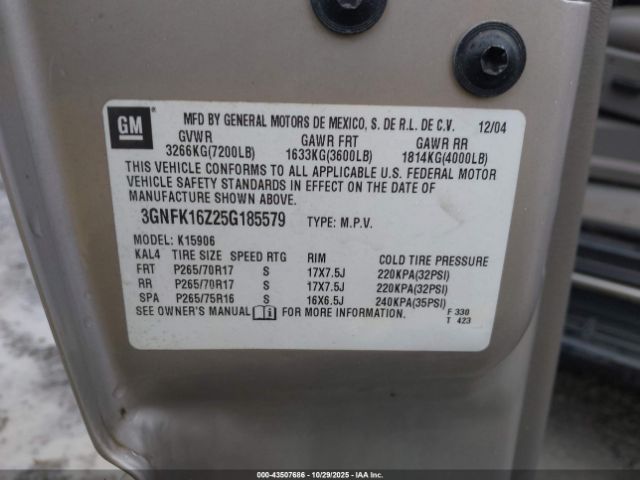 GM
MFD BY GENERAL MOTORS DE MEXICO, S. DE R.L. DE C.V. 12/04
GVWR GAWR FRT GAWR RR
3266KG(7200LB) 1633KG(3600LB) 1814KG(4000LB)
THIS VEHICLE CONFORMS TO ALL APPLICABLE U.S. FEDERAL MOTOR
VEHICLE SAFETY STANDARDS IN EFFECT ON THE DATE OF
MANUFACTURE SHOWN ABOVE.
3GNFK16Z25G185579 TYPE: M.P.V.
MODEL: K15906
KAL4 TIRE SIZE SPEED RTG RIM COLD TIRE PRESSURE
FRT P265/70R17 S 17X7.5J 220KPA(32PSI)
RR P265/70R17 S 17X7.5J 220KPA(32PSI)
SPA P265/75R16 S 16X6.5J 240KPA(35PSI)
SEE OWNER'S MANUAL FOR MORE INFORMATION. F 330
T 423
IAA - 43507686 - 10/29/2025 - IAAI.COM